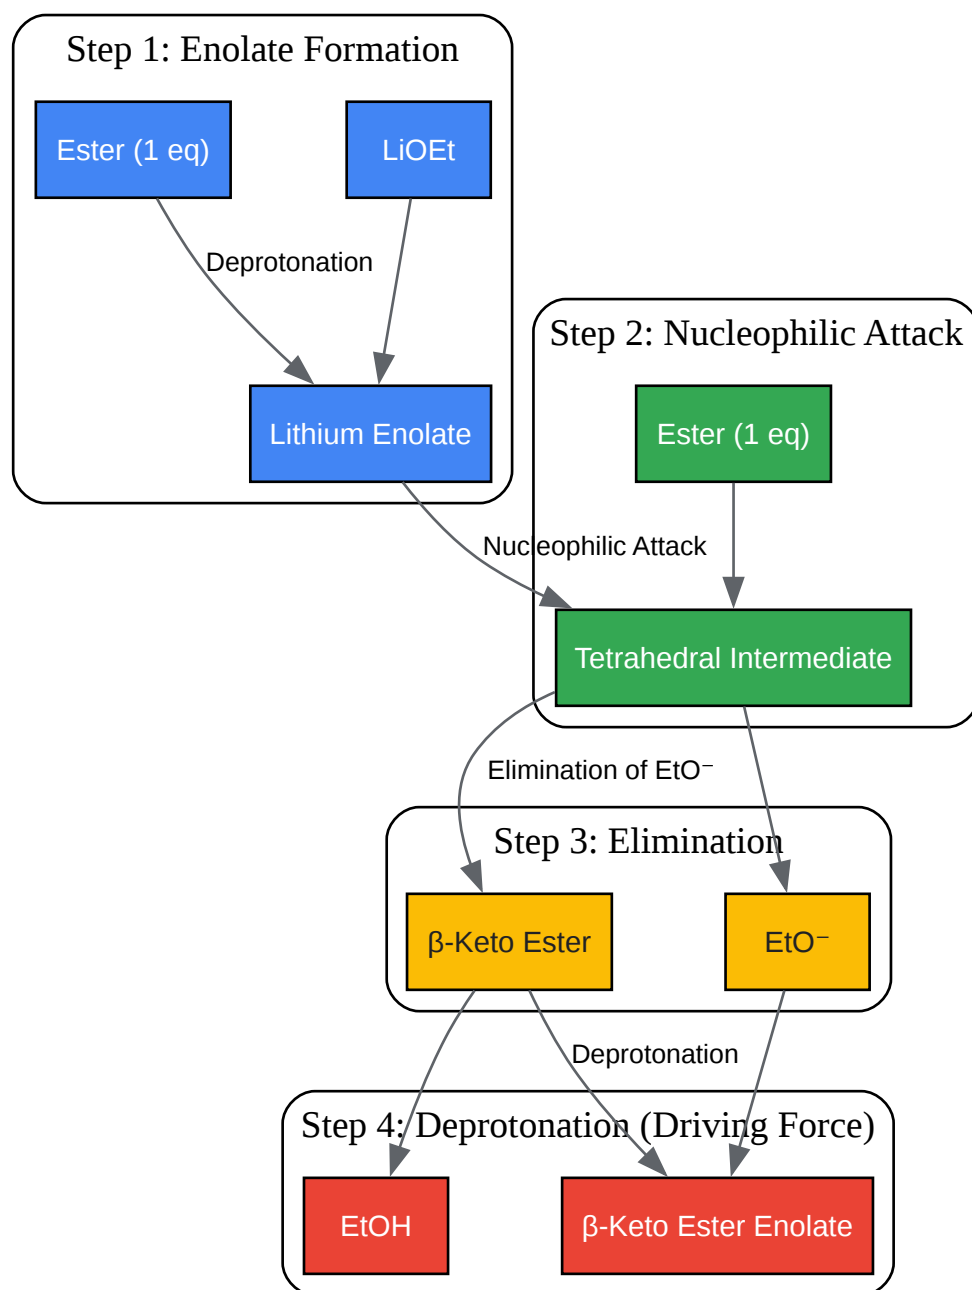 Step 1: Enolate Formation
Ester (1 eq)
LiOEt
Deprotonation
Lithium Enolate
Step 2: Nucleophilic Attack
Ester (1 eq)
Nucleophilic Attack
Tetrahedral Intermediate
Elimination of EtO⁻
Step 3: Elimination
β-Keto Ester
EtO⁻
Deprotonation
Step 4: Deprotonation (Driving Force)
EtOH
β-Keto Ester Enolate